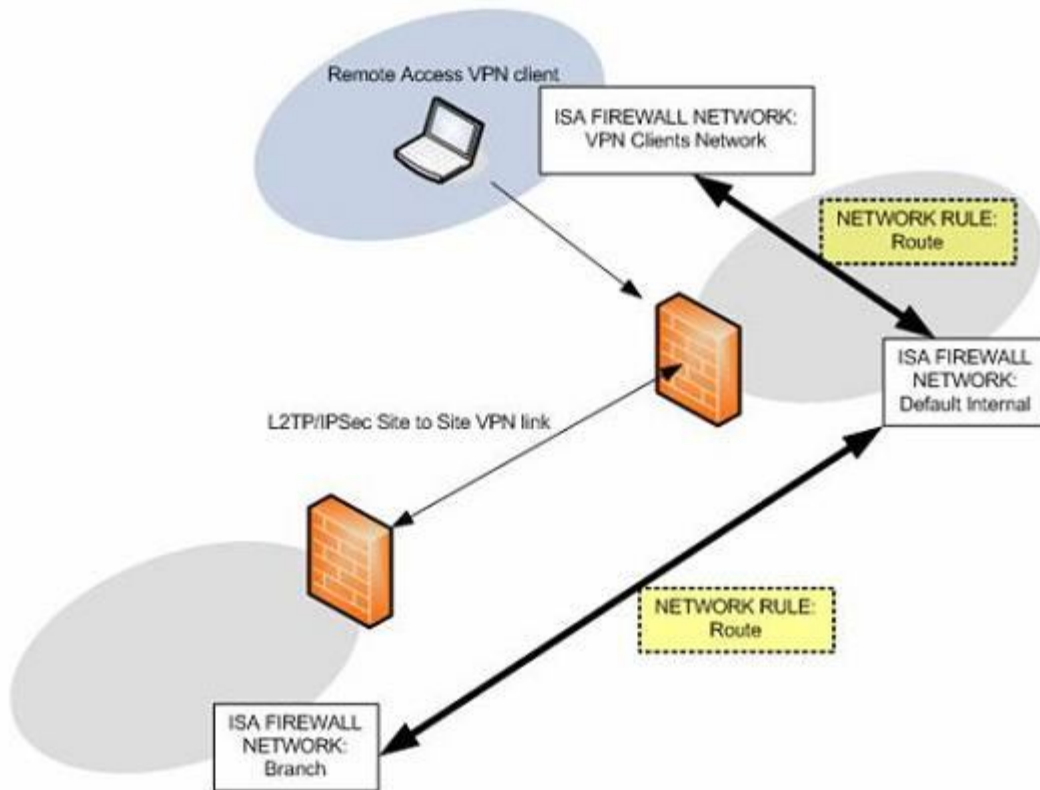 Remote Access VPN client
ISA FIREWALL NETWORK:
VPN Clients Network
NETWORK RULE:
Route
ISA FIREWALL
NETWORK:
Default Internal
L2TP/IPSec Site to Site VPN link
NETWORK RULE:
Route
ISA FIREWALL
NETWORK:
Branch